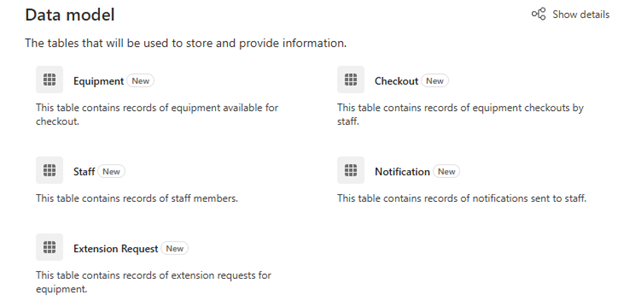 Data model
Show details
The tables that will be used to store and provide information.
Equipment New
This table contains records of equipment available for
checkout.
Checkout New
This table contains records of equipment checkouts by
staff.
Staff New
This table contains records of staff members.
Notification New
This table contains records of notifications sent to staff.
Extension Request New
This table contains records of extension requests for
equipment.